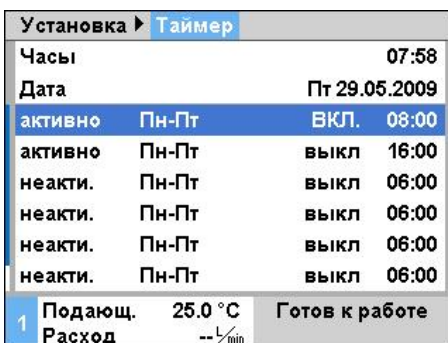 Установка Таймер
Часы 07:58
Дата Пт 29.05.2009
активно Пн-Пт ВКЛ. 08:00
активно Пн-Пт выкл 16:00
неакти. Пн-Пт выкл 06:00
неакти. Пн-Пт выкл 06:00
неакти. Пн-Пт выкл 06:00
неакти. Пн-Пт выкл 06:00
1 Подающ. 25.0 °C Готов к работе
Расход -- L/min